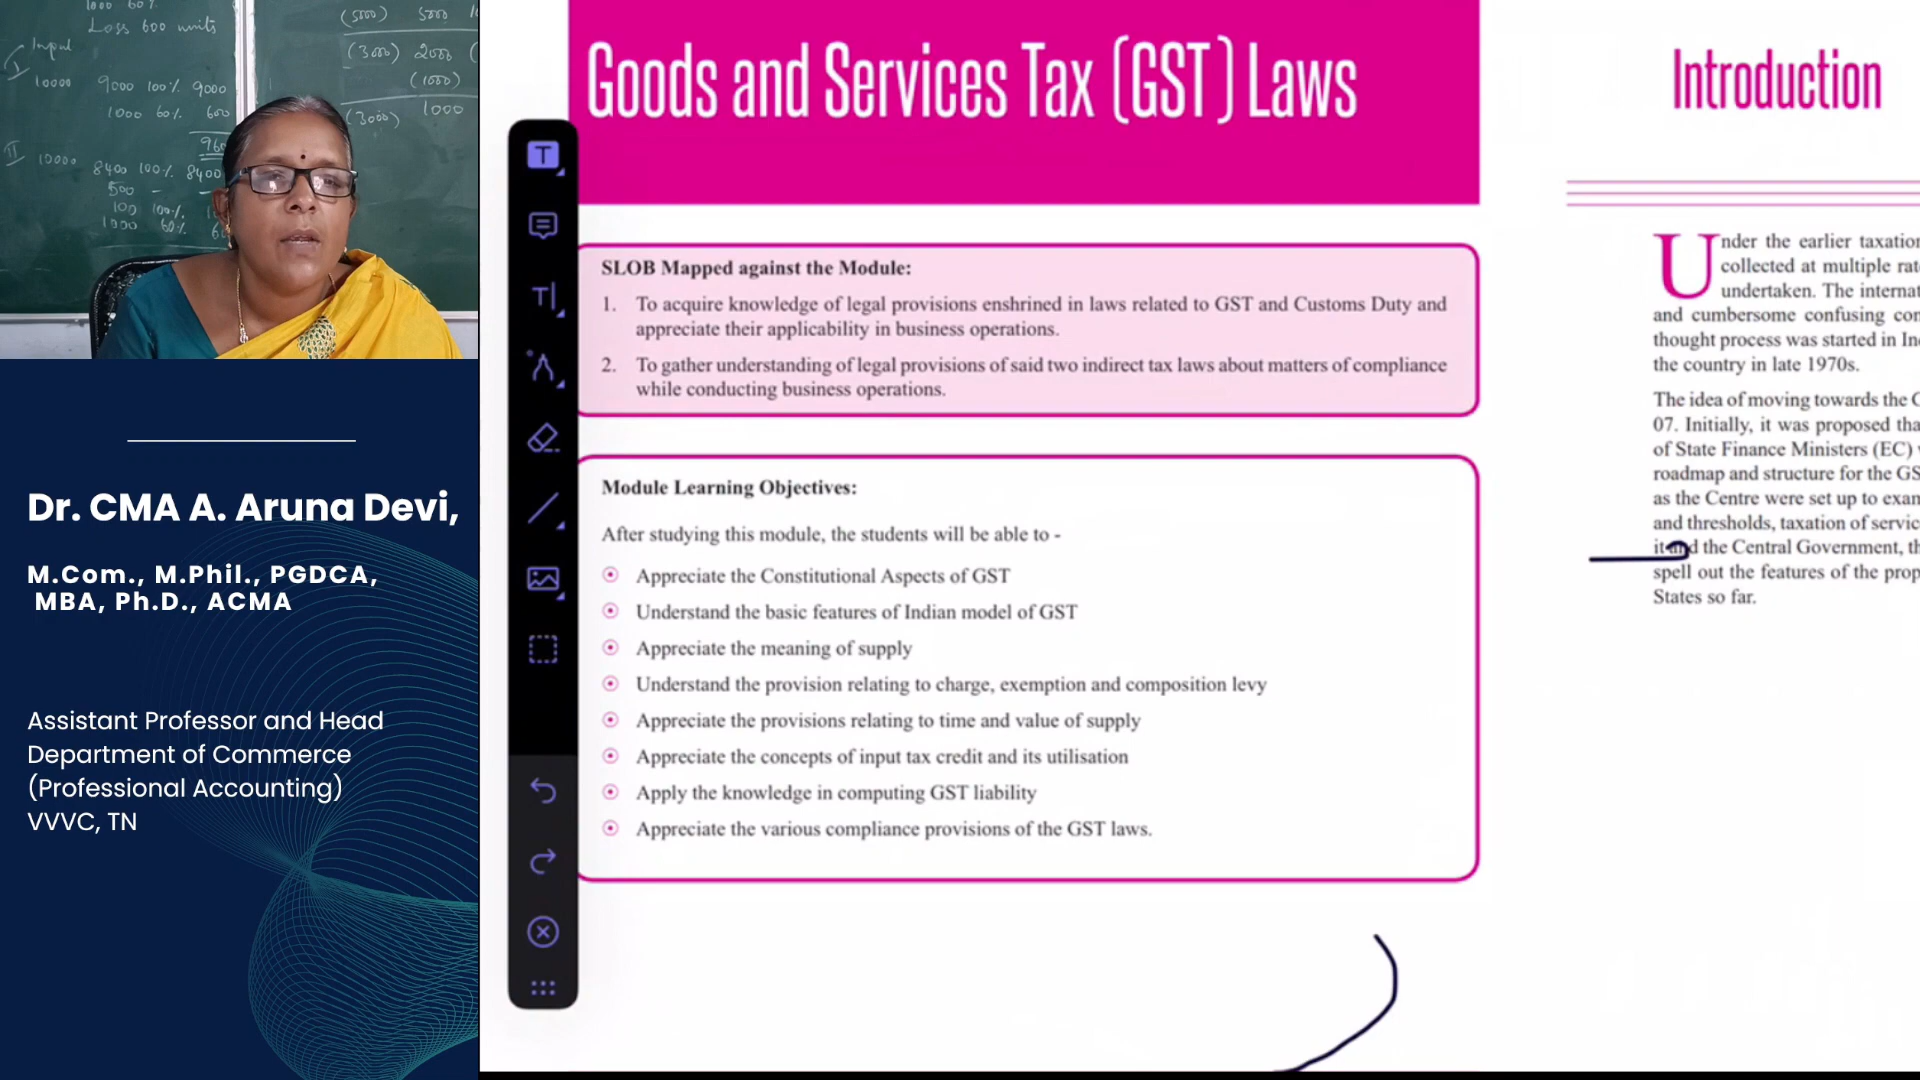 1000 60%
Loss 600 units
Input
I
10000 9000 100% 9000
1000 60% 600
960
II 10000
8400 100% 8400
500 -
100 100%
1000 60%
(5000) 5000
(3000) 2000
(1000)
(3000) 1000
Dr. CMA A. Aruna Devi,
M.Com., M.Phil., PGDCA,
MBA, Ph.D., ACMA
Assistant Professor and Head
Department of Commerce
(Professional Accounting)
VVVC, TN
Goods and Services Tax (GST) Laws
SLOB Mapped against the Module:
1. To acquire knowledge of legal provisions enshrined in laws related to GST and Customs Duty and
appreciate their applicability in business operations.
2. To gather understanding of legal provisions of said two indirect tax laws about matters of compliance
while conducting business operations.
Module Learning Objectives:
After studying this module, the students will be able to -
Appreciate the Constitutional Aspects of GST
Understand the basic features of Indian model of GST
Appreciate the meaning of supply
Understand the provision relating to charge, exemption and composition levy
Appreciate the provisions relating to time and value of supply
Appreciate the concepts of input tax credit and its utilisation
Apply the knowledge in computing GST liability
Appreciate the various compliance provisions of the GST laws.
Introduction
Under the earlier taxation
collected at multiple rat
undertaken. The internat
and cumbersome confusing con
thought process was started in In
the country in late 1970s.
The idea of moving towards the G
07. Initially, it was proposed tha
of State Finance Ministers (EC)
roadmap and structure for the GS
as the Centre were set up to exam
and thresholds, taxation of servic
it and the Central Government, th
spell out the features of the prop
States so far.